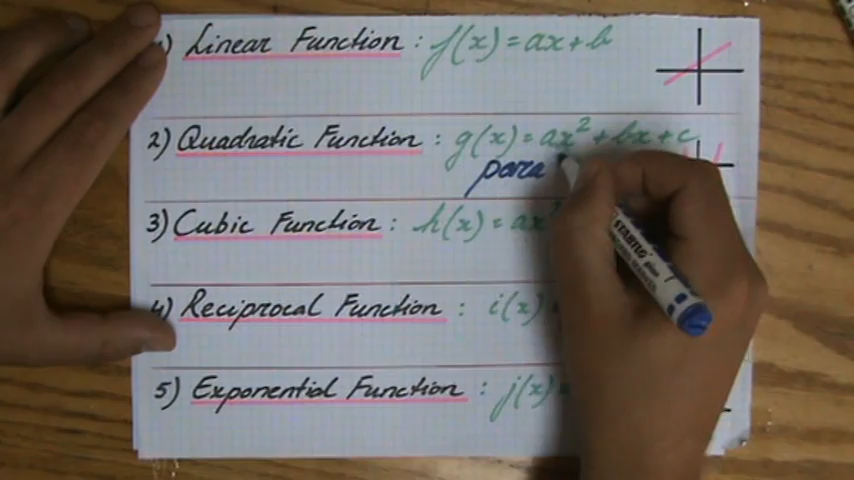 1) Linear Function : f(x) = ax + b
2) Quadratic Function : g(x) = ax² + bx + c
para
3) Cubic Function : h(x) = ax
4) Reciprocal Function : i(x) =
5) Exponential Function : j(x) =